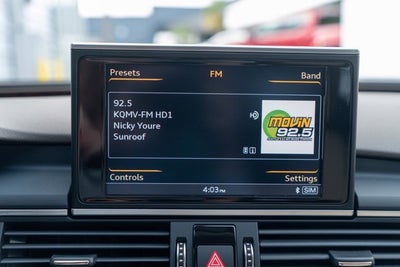 Presets FM Band
92.5
KQMV-FM HD1
Nicky Youre
Sunroof
MOViN
92.5
Controls Settings
4:03 PM SIM